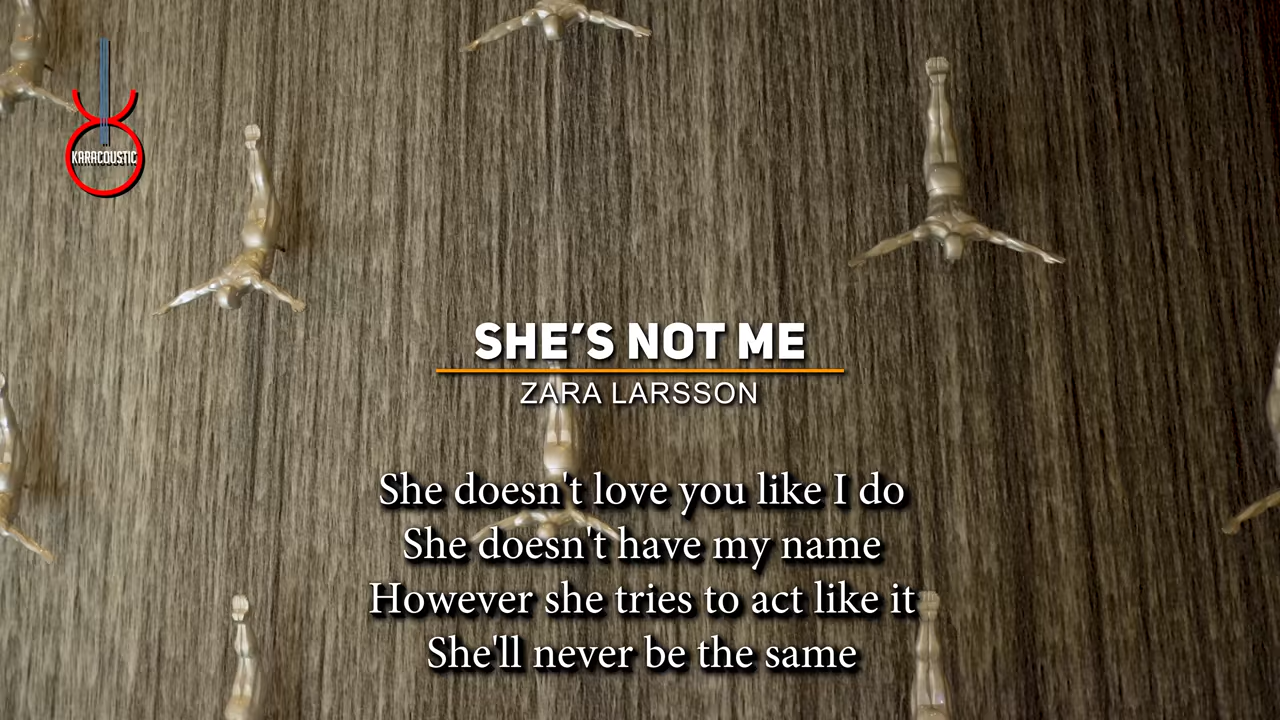 KARACOUSTIC
SHE'S NOT ME
ZARA LARSSON
She doesn't love you like I do
She doesn't have my name
However she tries to act like it
She'll never be the same